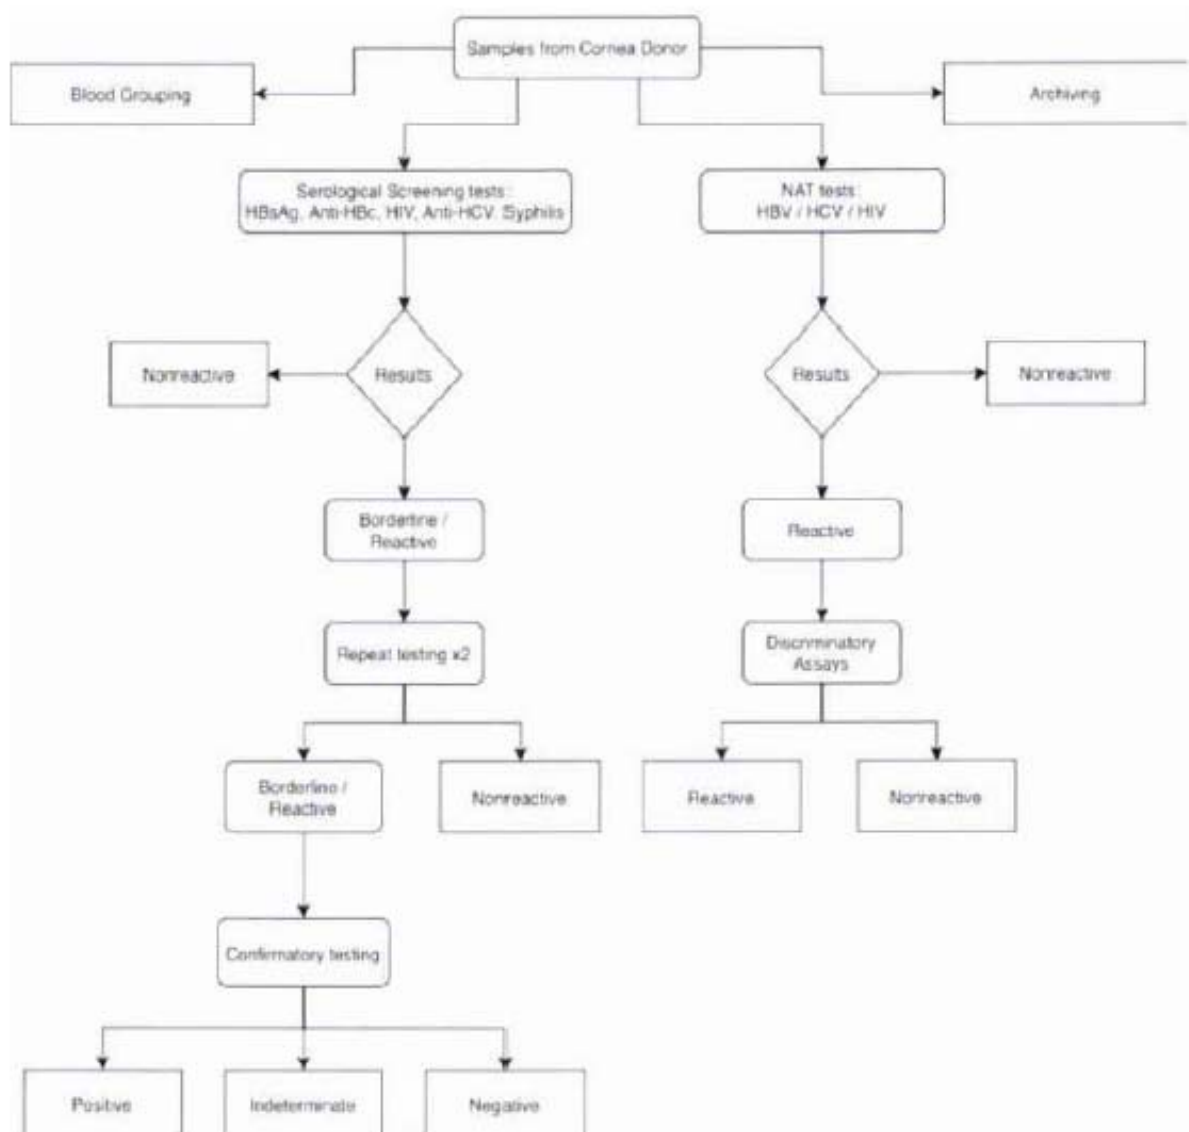 Samples from Cornea Donor
Blood Grouping
Archiving
Serological Screening tests:
HBsAg, Anti-HBc, HIV, Anti-HCV, Syphilis
NAT tests:
HBV / HCV / HIV
Nonreactive
Results
Results
Nonreactive
Borderline /
Reactive
Reactive
Repeat testing x2
Discriminatory
Assays
Borderline /
Reactive
Nonreactive
Reactive
Nonreactive
Confirmatory testing
Positive
Indeterminate
Negative